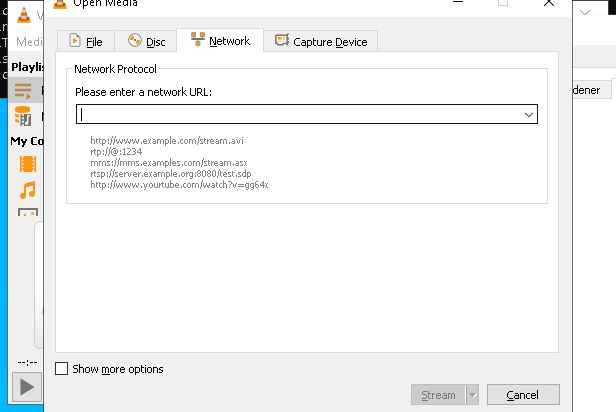 Open Media
Medi
File
Disc
Network
Capture Device
Playlis
Network Protocol
Please enter a network URL:
dener
http://www.example.com/stream.avi
rtp://@:1234
mms://mms.examples.com/stream.asx
rtsp://server.example.org:8080/test.sdp
http://www.yourtube.com/watch?v=gg64x
My Co
--:--
Show more options
Stream
Cancel